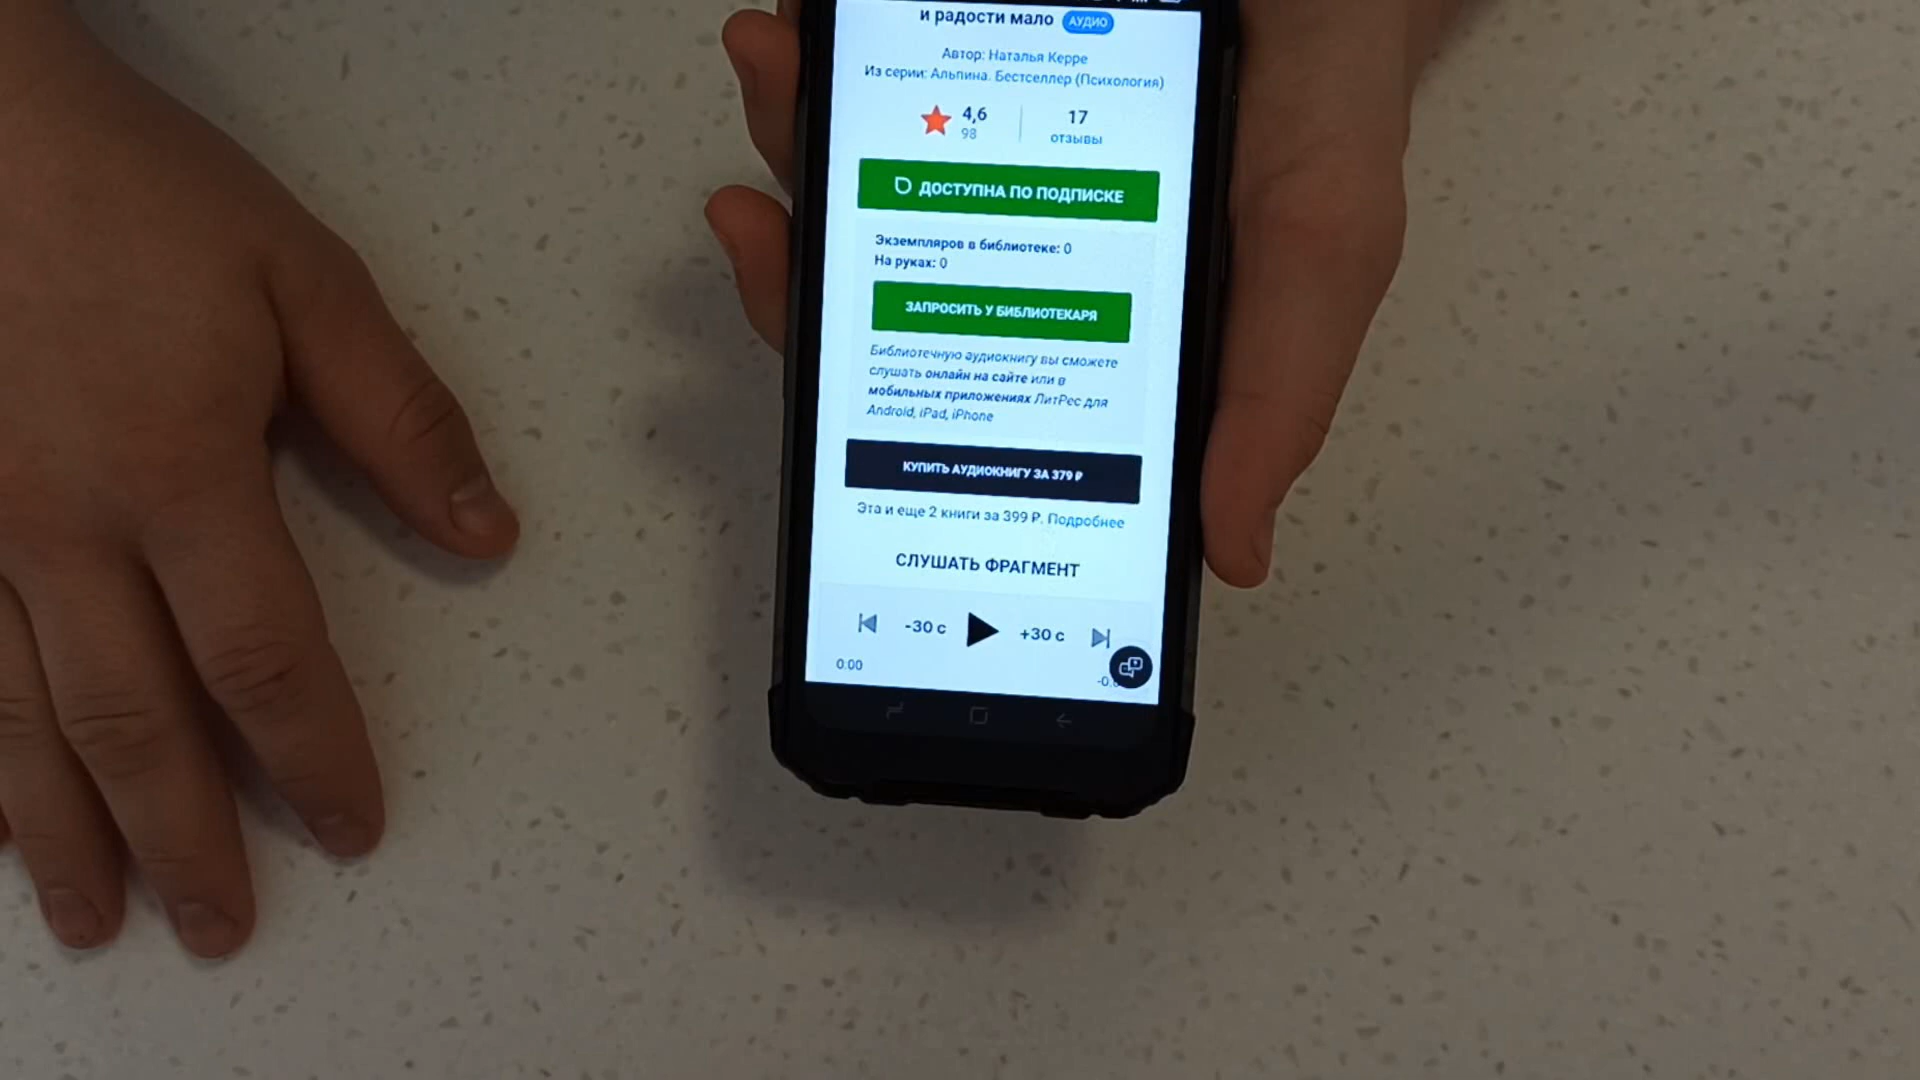 и радости мало АУДИО
Автор: Наталья Керре
Из серии: Альпина. Бестселлер (Психология)
4,6
98
17
отзывы
ДОСТУПНА ПО ПОДПИСКЕ
Экземпляров в библиотеке: 0
На руках: 0
ЗАПРОСИТЬ У БИБЛИОТЕКАРЯ
Библиотечную аудиокнигу вы сможете
слушать онлайн на сайте или в
мобильных приложениях ЛитРес для
Android, iPad, iPhone
КУПИТЬ АУДИОКНИГУ ЗА 379 ₽
Эта и еще 2 книги за 399 ₽. Подробнее
СЛУШАТЬ ФРАГМЕНТ
-30 с +30 с
0:00